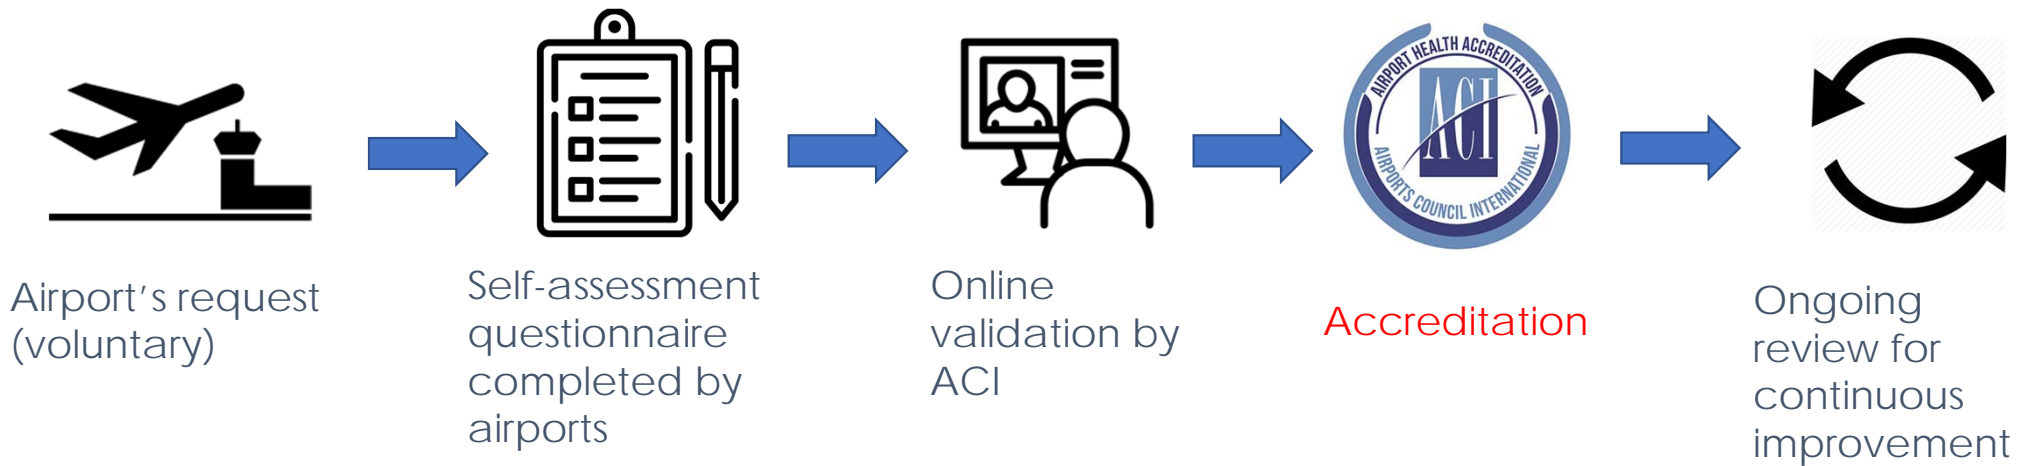 Airport's request
(voluntary)
Self-assessment
questionnaire
completed by
airports
Online
validation by
ACI
AIRPORT HEALTH ACCREDITATION
ACI
AIRPORTS COUNCIL INTERNATIONAL
Accreditation
Ongoing
review for
continuous
improvement